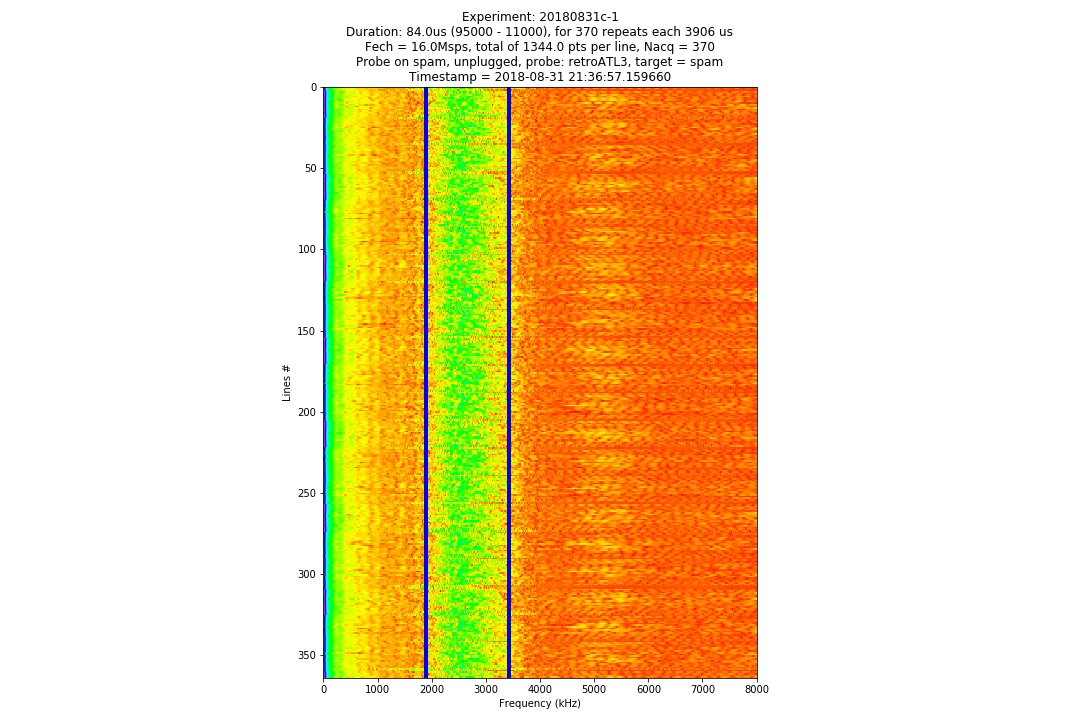 Experiment: 20180831c-1
Duration: 84.0us (95000 - 11000), for 370 repeats each 3906 us
Fech = 16.0Msps, total of 1344.0 pts per line, Nacq = 370
Probe on spam, unplugged, probe: retroATL3, target = spam
Timestamp = 2018-08-31 21:36:57.159660
0
50
100
150
200
250
300
350
Lines #
0 1000 2000 3000 4000 5000 6000 7000 8000
Frequency (kHz)